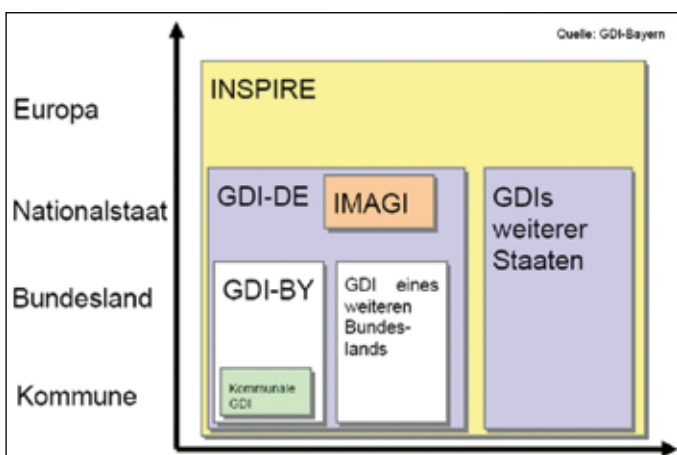 Quelle: GDI-Bayern
Europa
INSPIRE
Nationalstaat
GDI-DE
IMAGI
GDIs
weiterer
Staaten
Bundesland
GDI-BY
GDI eines
weiteren
Bundes-
lands
Kommune
Kommunale
GDI